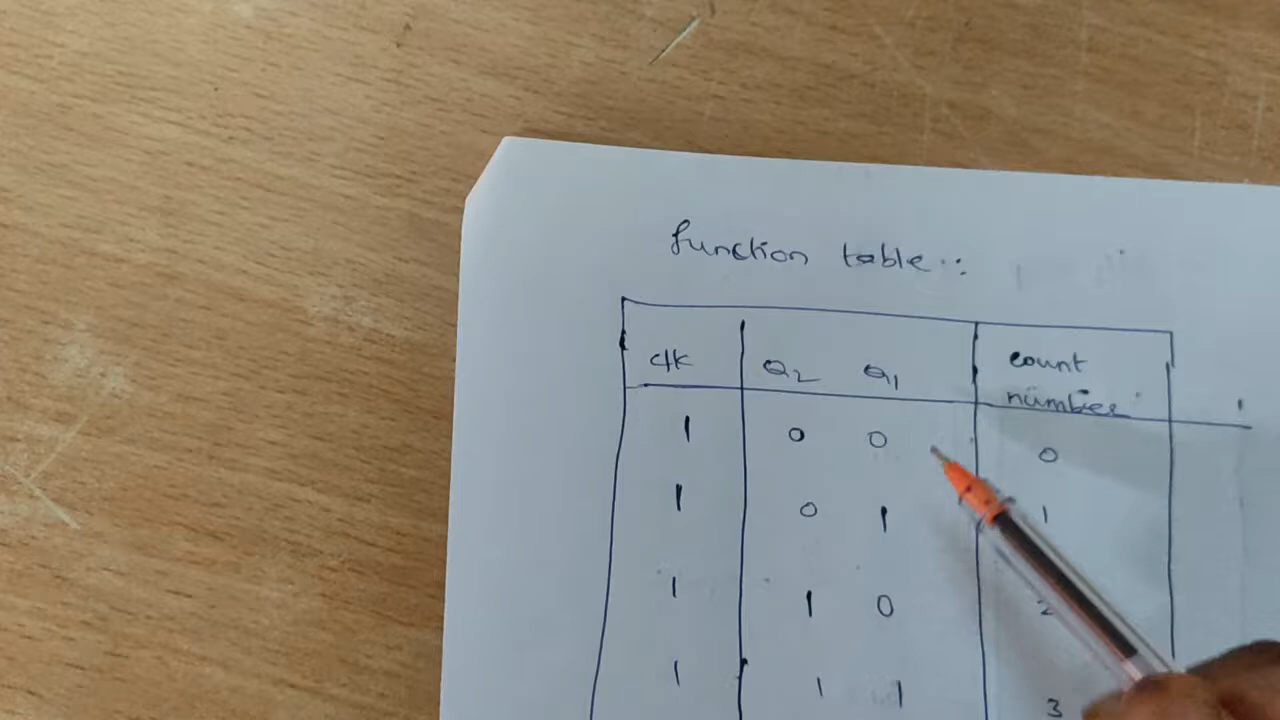 function table:
clk Q2 Q1 count number
1 0 0 0
1 0 1 1
1 1 0 2
1 1 1 3